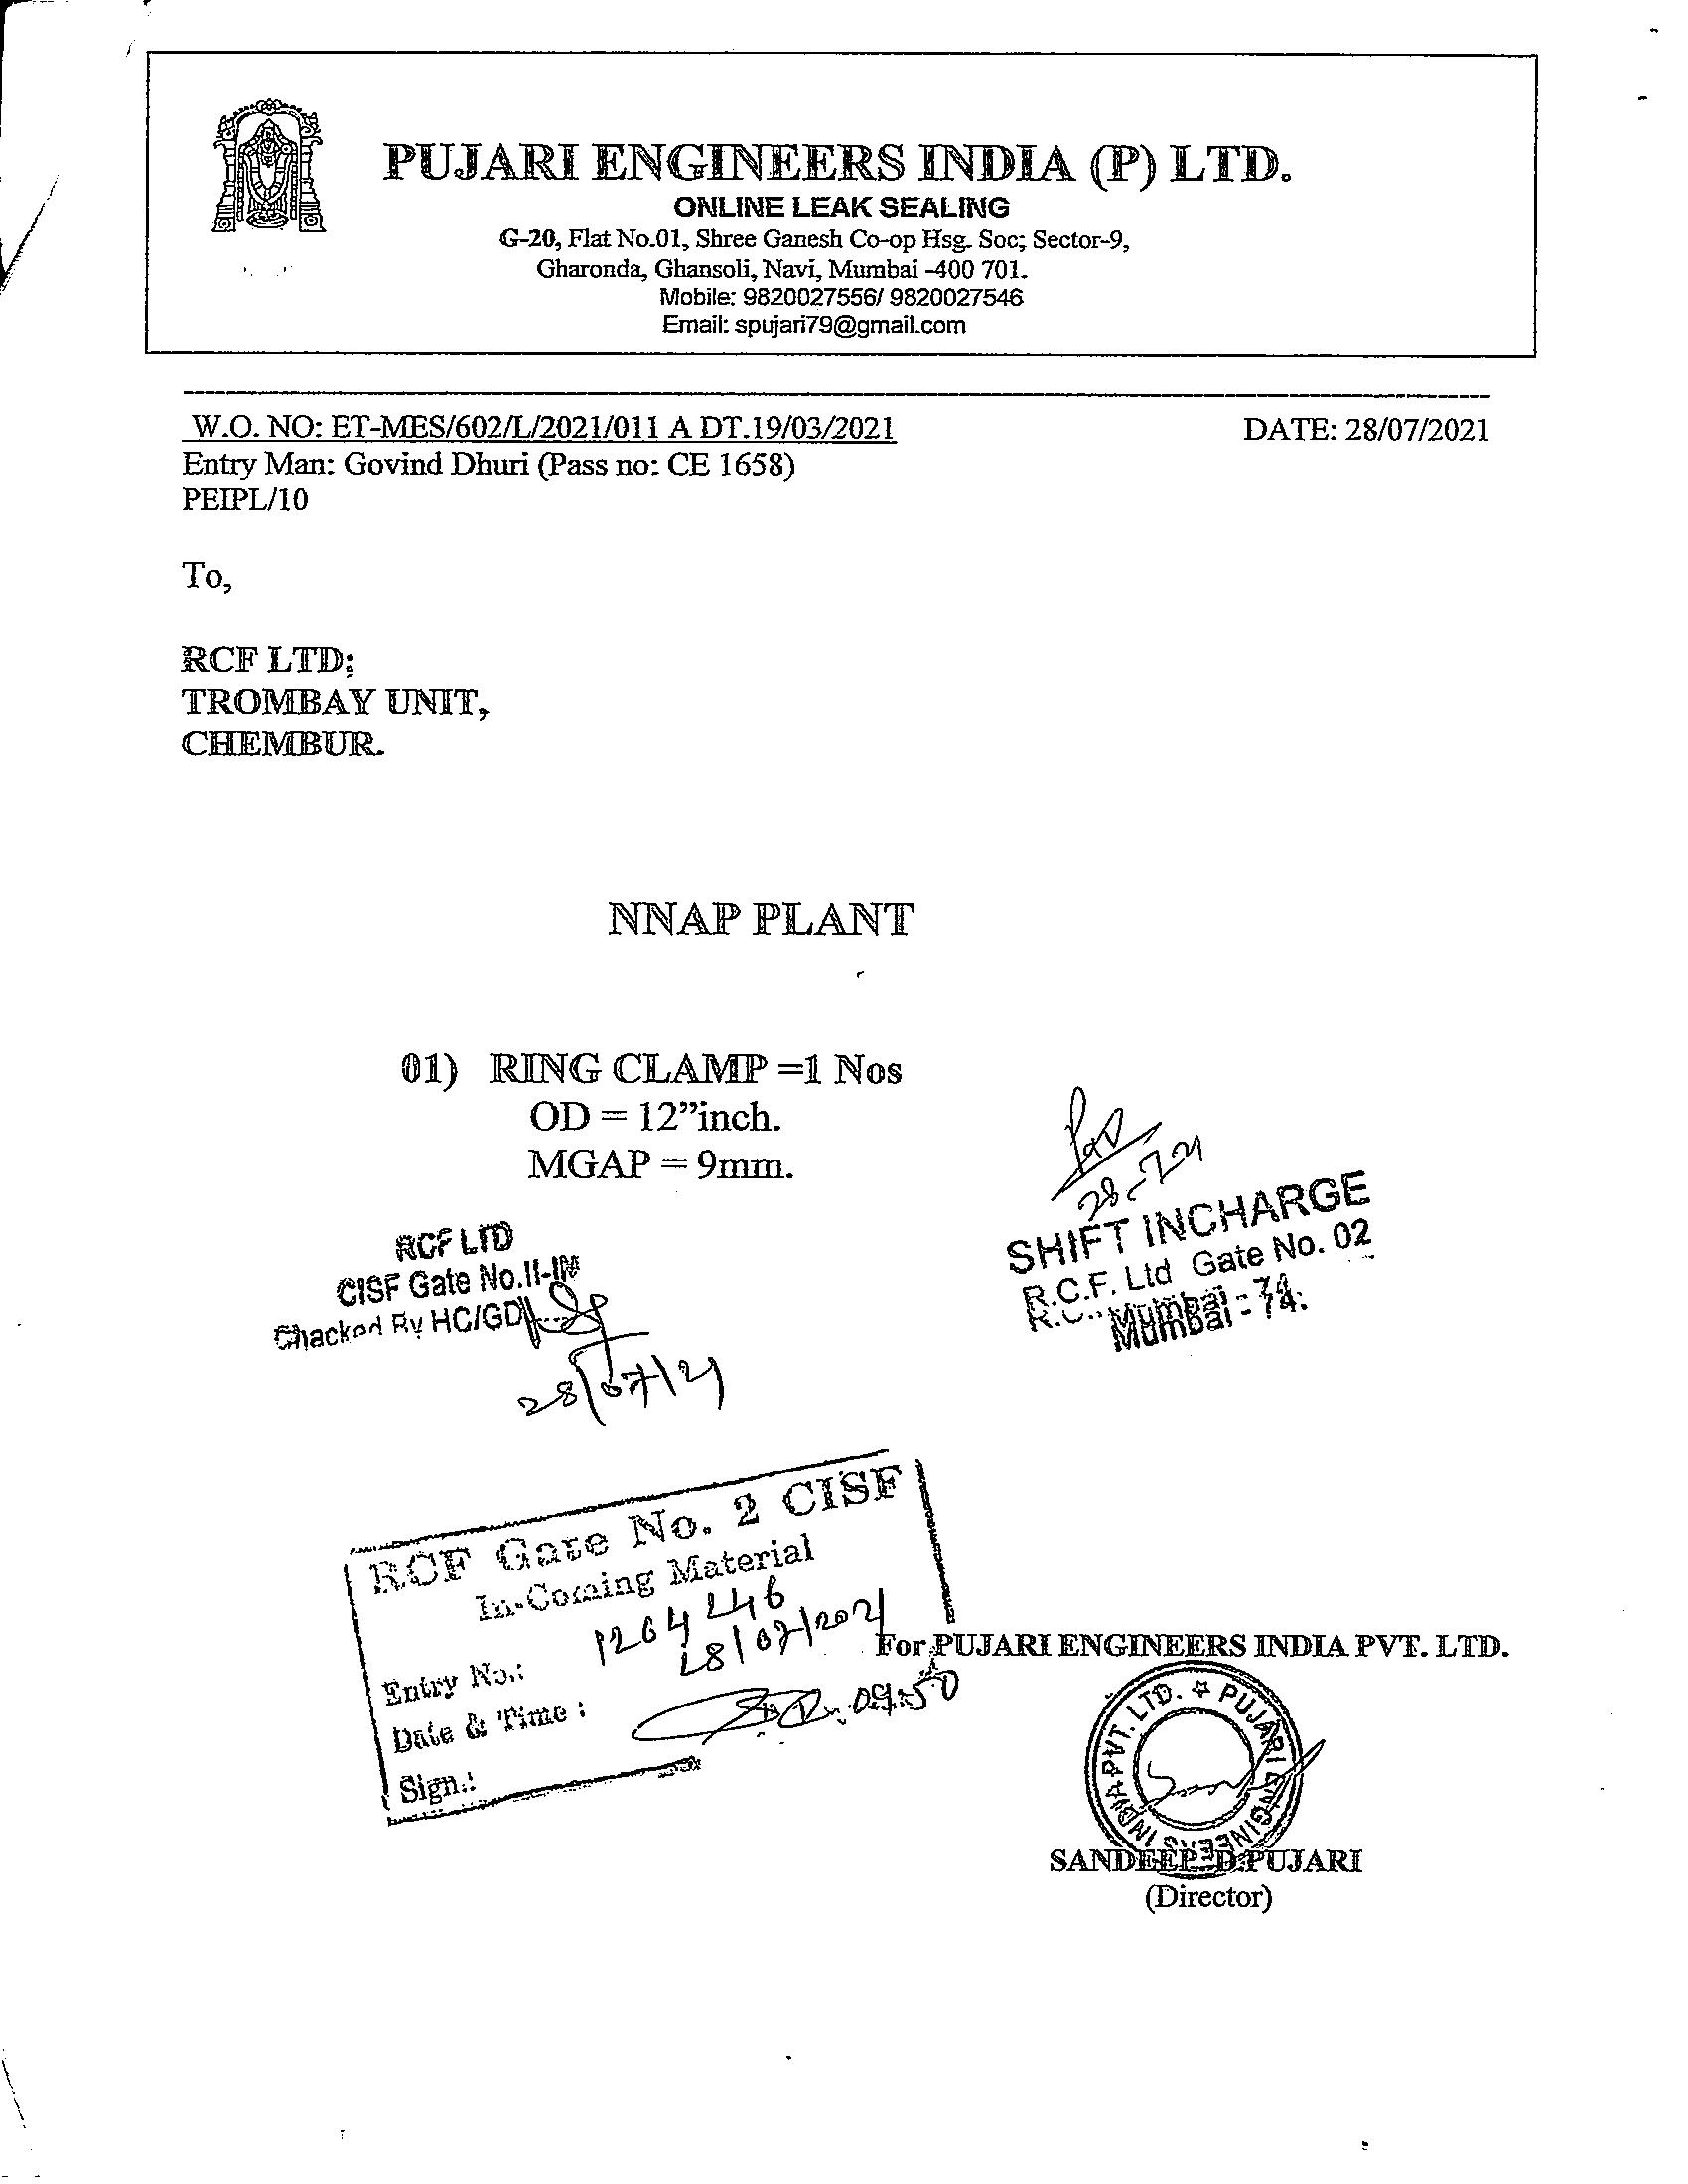 PUJARI ENGINEERS INDIA (P) LTD.
ONLINE LEAK SEALING
G-20, Flat No.01, Shree Ganesh Co-op Hsg. Soc; Sector-9,
Gharonda, Ghansoli, Navi, Mumbai -400 701.
Mobile: 9820027556/ 9820027546
Email: spujari79@gmail.com
W.O. NO: ET-MES/602/L/2021/011 A DT.19/03/2021 DATE: 28/07/2021
Entry Man: Govind Dhuri (Pass no: CE 1658)
PEIPL/10
To,
RCF LTD;
TROMBAY UNIT,
CHEMBUR.
NNAP PLANT
01) RING CLAMP =1 Nos
OD = 12”inch.
MGAP = 9mm.
28-7-21
SHIFT INCHARGE
R.C.F. Ltd Gate No. 02
Mumbai - 74.
RCF LTD
CISF Gate No.II-IN
Chacked By HC/GD
28/07/21
RCF Gate No. 2 CISF
In-Coming Material
Entry No.: 1264246
Date & Time : 28/07/2021
09:50
Sign.:
For PUJARI ENGINEERS INDIA PVT. LTD.
PUJARI ENGINEERS INDIA PVT. LTD.
SANDEEP D.PUJARI
(Director)